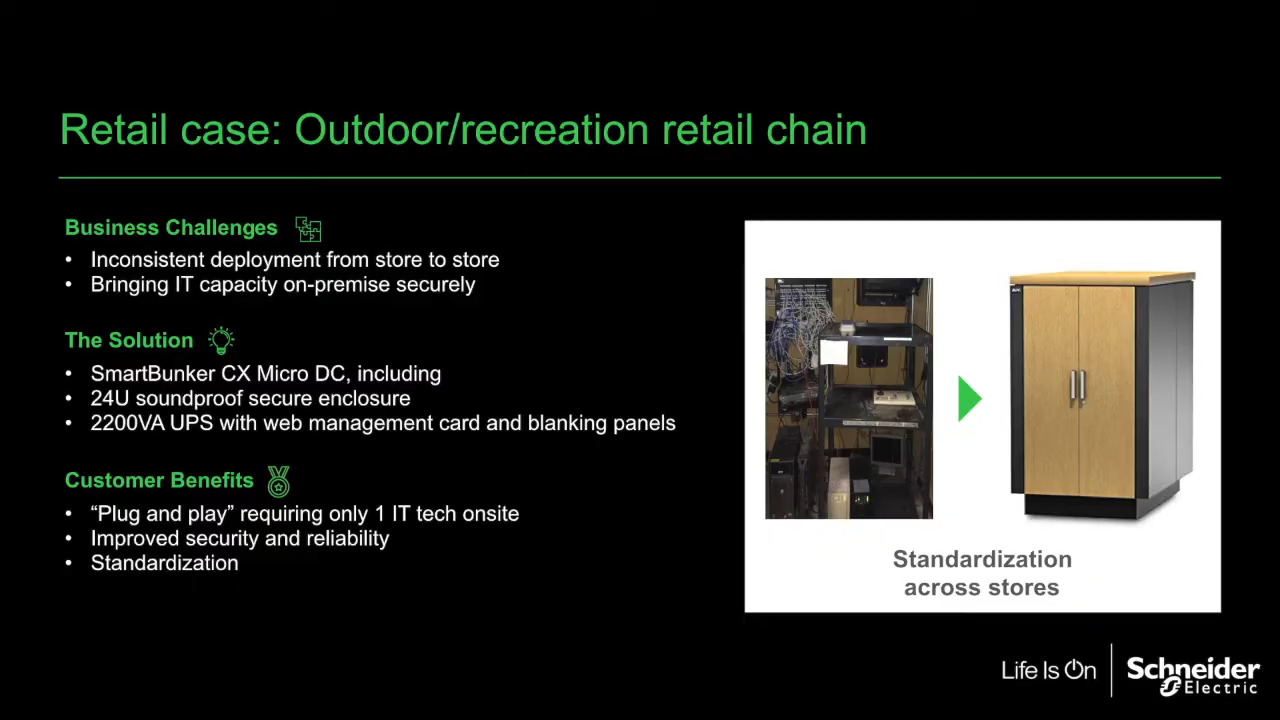 Retail case: Outdoor/recreation retail chain
Business Challenges
• Inconsistent deployment from store to store
• Bringing IT capacity on-premise securely
The Solution
• SmartBunker CX Micro DC, including
• 24U soundproof secure enclosure
• 2200VA UPS with web management card and blanking panels
Customer Benefits
• “Plug and play” requiring only 1 IT tech onsite
• Improved security and reliability
• Standardization
Standardization
across stores
Life Is On
Schneider
Electric